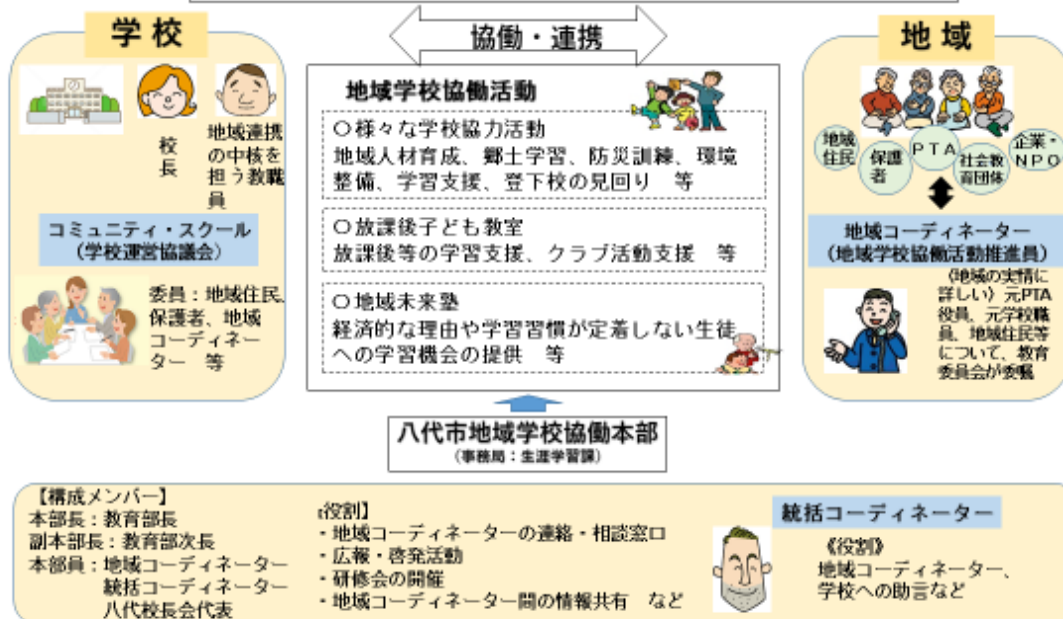 学校
校長
地域連携
の中核を
担う教職
員
コミュニティ・スクール
（学校運営協議会）
委員：地域住民、
保護者、地域
コーディネー
ター　等
協働・連携
地域学校協働活動
○様々な学校協力活動
地域人材育成、郷土学習、防災訓練、環境
整備、学習支援、登下校の見回り　等
○放課後子ども教室
放課後等の学習支援、クラブ活動支援　等
○地域未来塾
経済的な理由や学習習慣が定着しない生徒
への学習機会の提供　等
地域
地域
住民
保護
者
ＰＴＡ
社会教
育団体
企業・
ＮＰＯ
地域コーディネーター
（地域学校協働活動推進員）
（地域の実情に
詳しい）元PTA
役員、元学校職
員、地域住民等
について、教育
委員会が委嘱
八代市地域学校協働本部
（事務局：生涯学習課）
【構成メンバー】
本部長：教育部長
副本部長：教育部次長
本部員：地域コーディネーター
統括コーディネーター
八代校長会代表
【役割】
・地域コーディネーターの連絡・相談窓口
・広報・啓発活動
・研修会の開催
・地域コーディネーター間の情報共有　など
統括コーディネーター
《役割》
地域コーディネーター、
学校への助言など